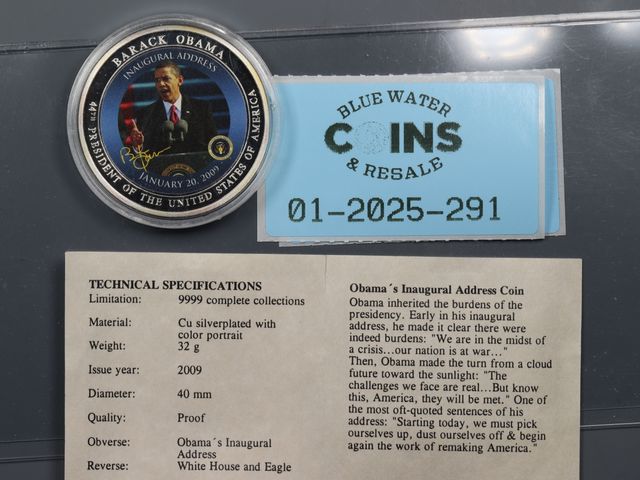 BARACK OBAMA
INAUGURAL ADDRESS
44TH PRESIDENT OF THE UNITED STATES OF AMERICA
JANUARY 20, 2009
BLUE WATER
COINS
& RESALE
01-2025-291
TECHNICAL SPECIFICATIONS
Limitation: 9999 complete collections
Material: Cu silverplated with
color portrait
Weight: 32 g
Issue year: 2009
Diameter: 40 mm
Quality: Proof
Obverse: Obama´s Inaugural
Address
Reverse: White House and Eagle
Obama´s Inaugural Address Coin
Obama inherited the burdens of the
presidency. Early in his inaugural
address, he made it clear there were
indeed burdens: "We are in the midst of
a crisis...our nation is at war..."
Then, Obama made the turn from a cloud
future toward the sunlight: "The
challenges we face are real...But know
this, America, they will be met." One of
the most oft-quoted sentences of his
address: "Starting today, we must pick
ourselves up, dust ourselves off & begin
again the work of remaking America."